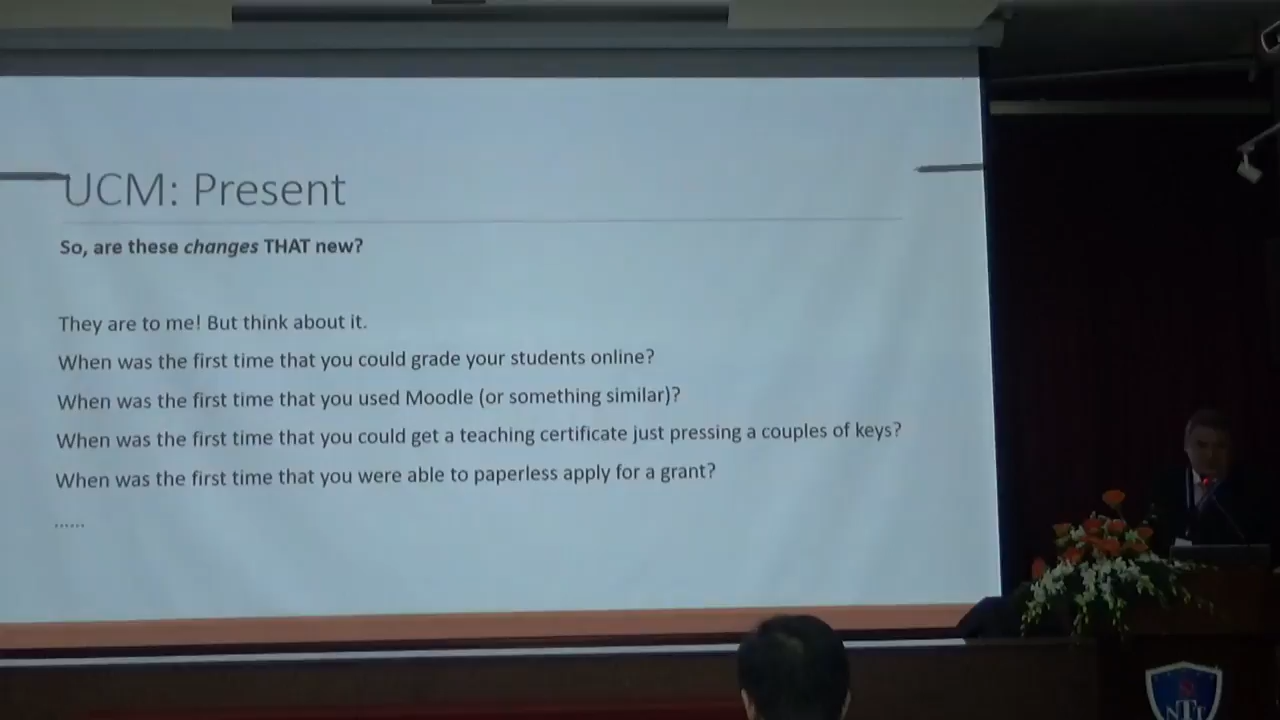 UCM: Present
So, are these changes THAT new?
They are to me! But think about it.
When was the first time that you could grade your students online?
When was the first time that you used Moodle (or something similar)?
When was the first time that you could get a teaching certificate just pressing a couples of keys?
When was the first time that you were able to paperless apply for a grant?
......